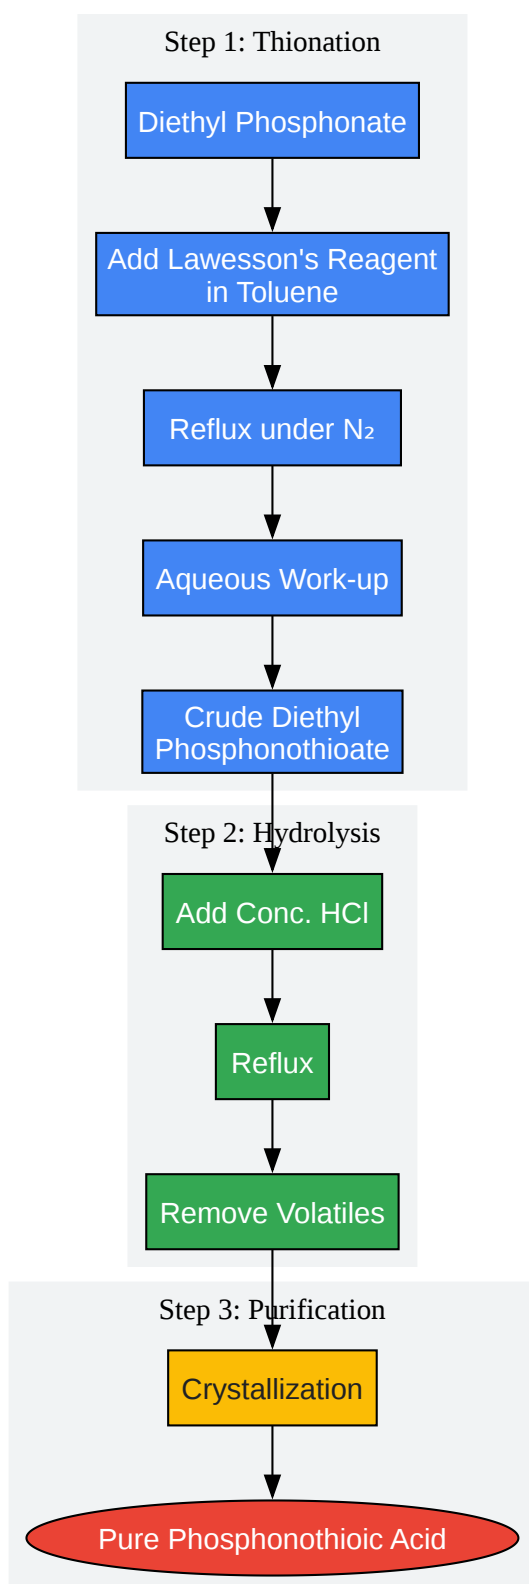 Step 1: Thionation
Diethyl Phosphonate
Add Lawesson's Reagent
in Toluene
Reflux under N₂
Aqueous Work-up
Crude Diethyl
Phosphonothioate
Step 2: Hydrolysis
Add Conc. HCl
Reflux
Remove Volatiles
Step 3: Purification
Crystallization
Pure Phosphonothioic Acid